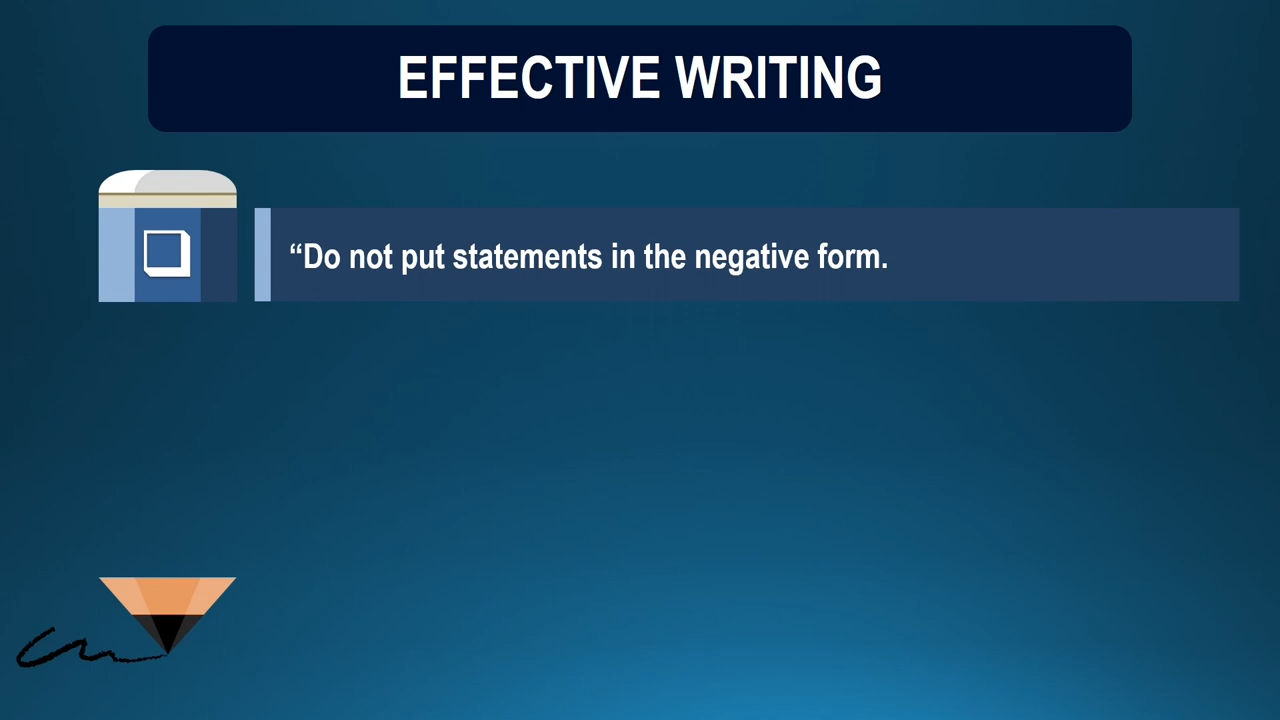 EFFECTIVE WRITING
“Do not put statements in the negative form.